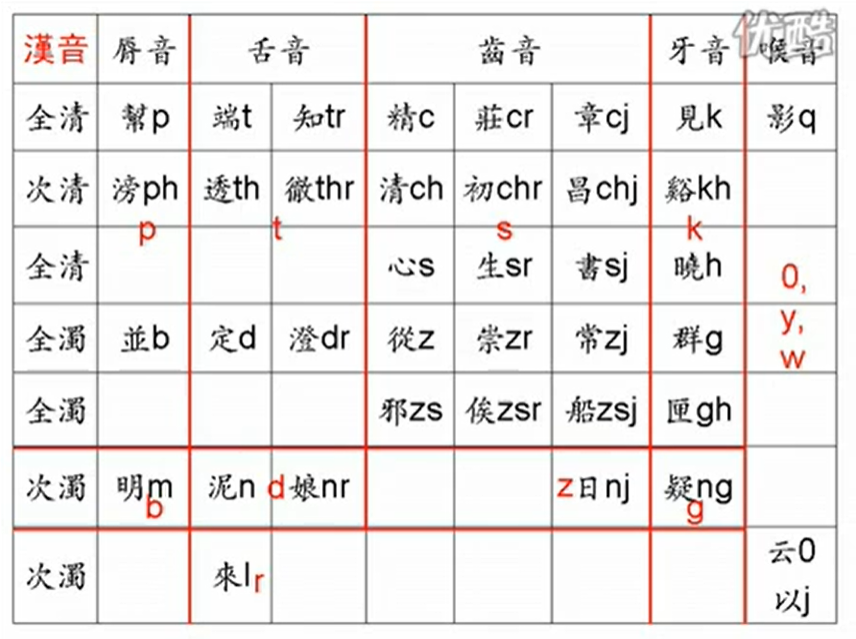 优酷
漢音 脣音 舌音 齒音 牙音 喉音
全清 幫p 端t 知tr 精c 莊cr 章cj 見k 影q
次清 滂ph 透th 徹thr 清ch 初chr 昌chj 谿kh
p t s k
全清 心s 生sr 書sj 曉h 0,
全濁 並b 定d 澄dr 從z 崇zr 常zj 群g y,
w
全濁 邪zs 俟zsr 船zsj 匣gh
次濁 明m 泥n d 娘nr z 日nj 疑ng
b g
次濁 來l r 云0
以j